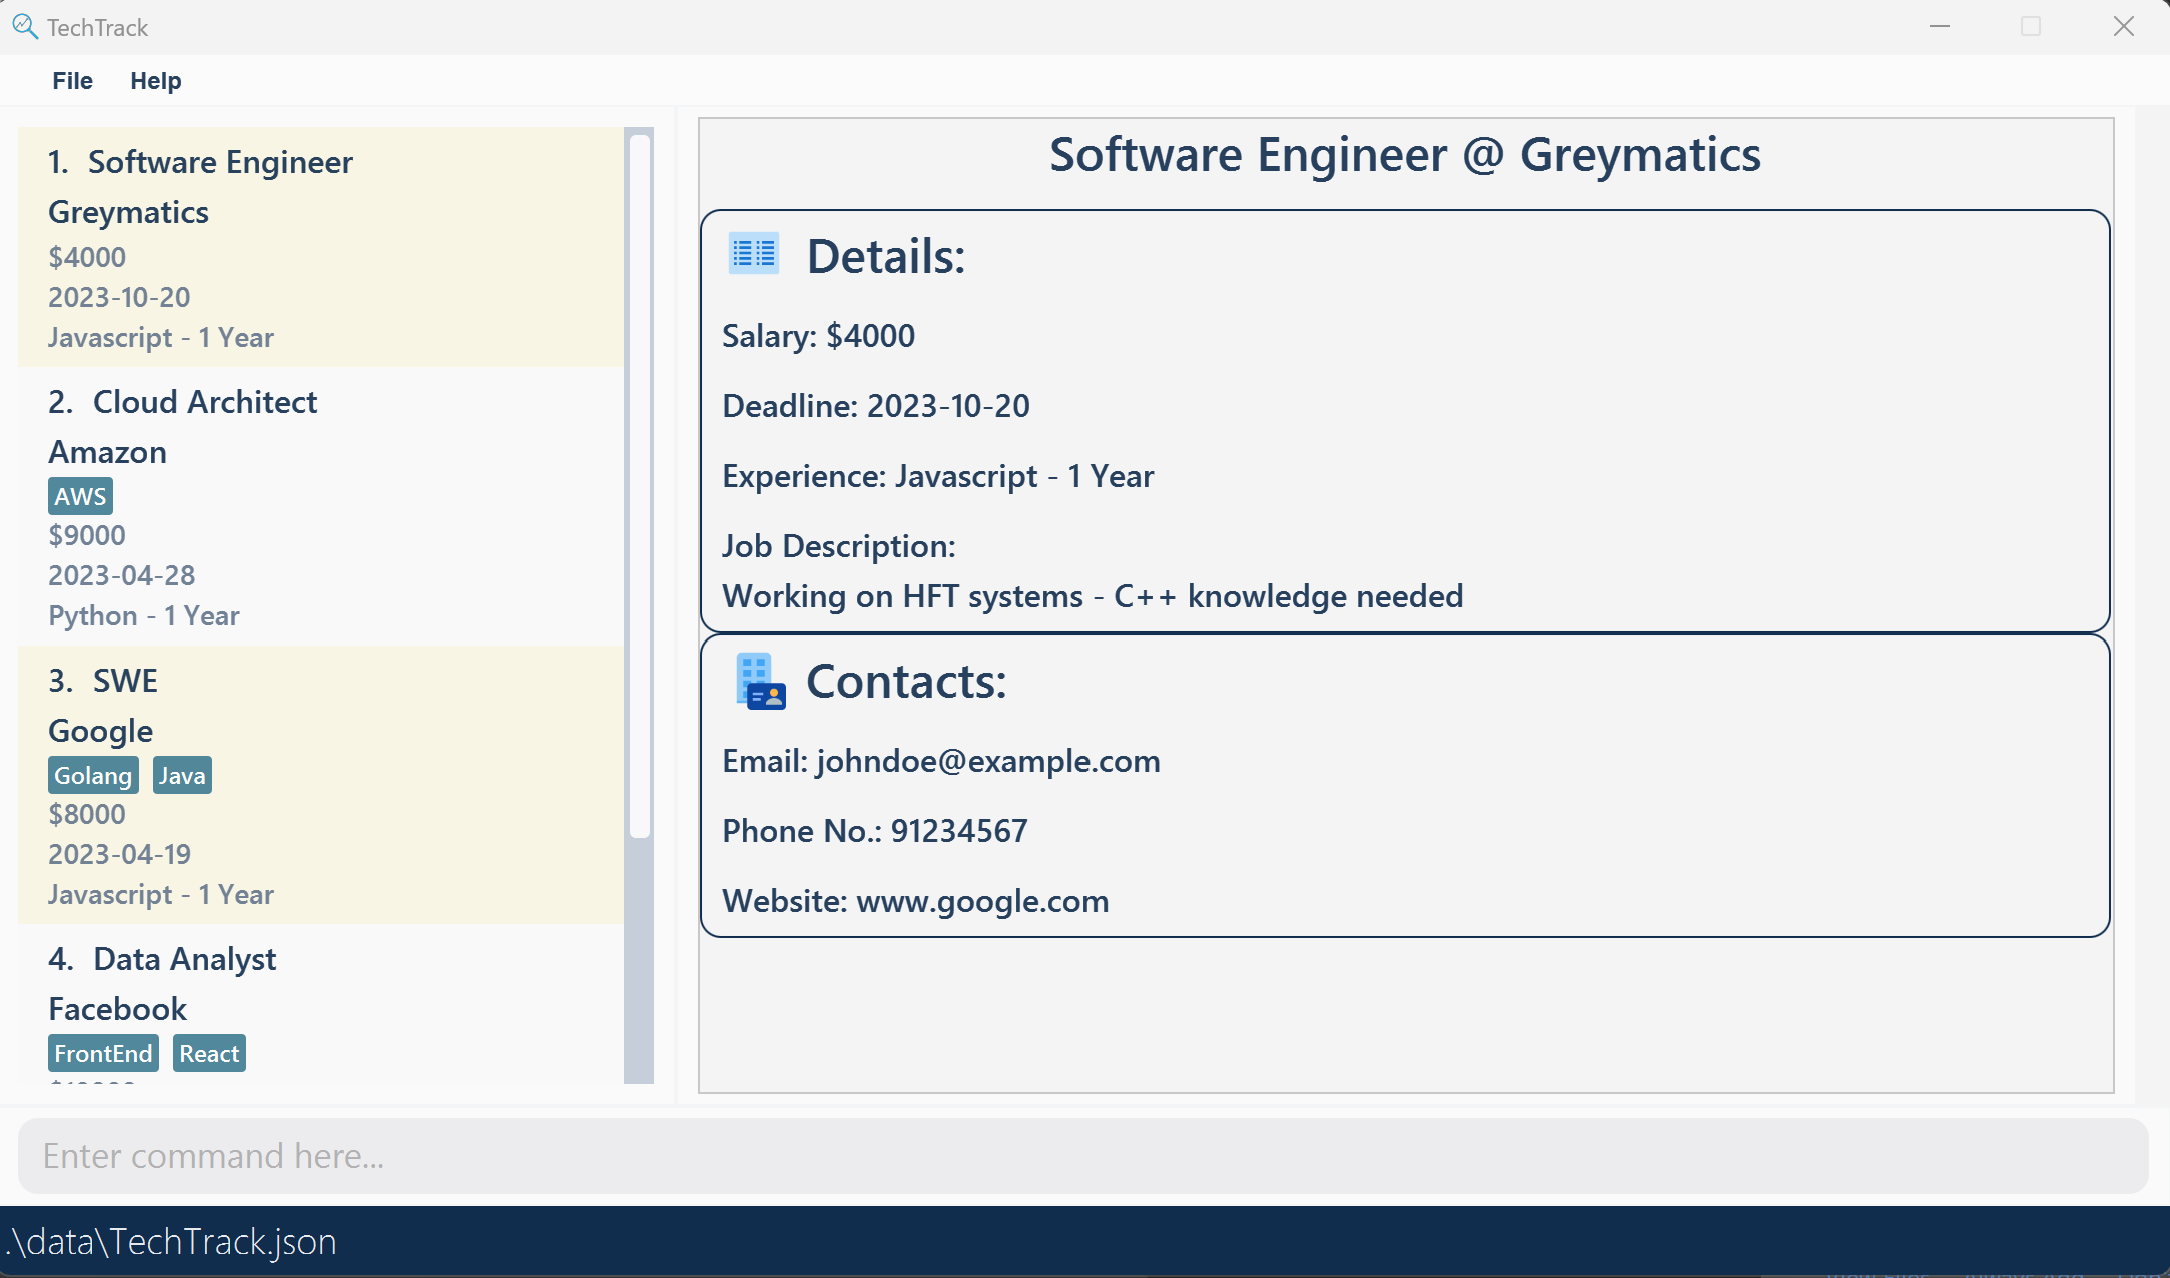 TechTrack
File Help
1. Software Engineer
Greymatics
$4000
2023-10-20
Javascript - 1 Year
2. Cloud Architect
Amazon
AWS
$9000
2023-04-28
Python - 1 Year
3. SWE
Google
Golang Java
$8000
2023-04-19
Javascript - 1 Year
4. Data Analyst
Facebook
FrontEnd React
Software Engineer @ Greymatics
Details:
Salary: $4000
Deadline: 2023-10-20
Experience: Javascript - 1 Year
Job Description:
Working on HFT systems - C++ knowledge needed
Contacts:
Email: johndoe@example.com
Phone No.: 91234567
Website: www.google.com
Enter command here...
.\data\TechTrack.json